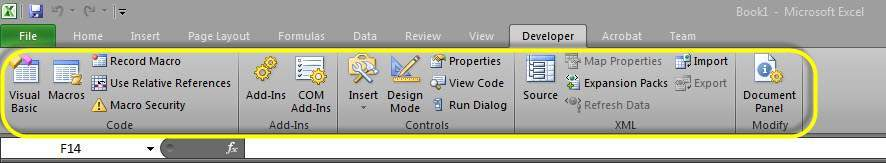 Book1 - Microsoft Excel
File Home Insert Page Layout Formulas Data Review View Developer Acrobat Team
Visual Basic
Macros
Record Macro
Use Relative References
Macro Security
Code
Add-Ins
COM Add-Ins
Add-Ins
Insert
Design Mode
Properties
View Code
Run Dialog
Controls
Source
Map Properties
Expansion Packs
Refresh Data
Import
Export
XML
Document Panel
Modify
F14
fx